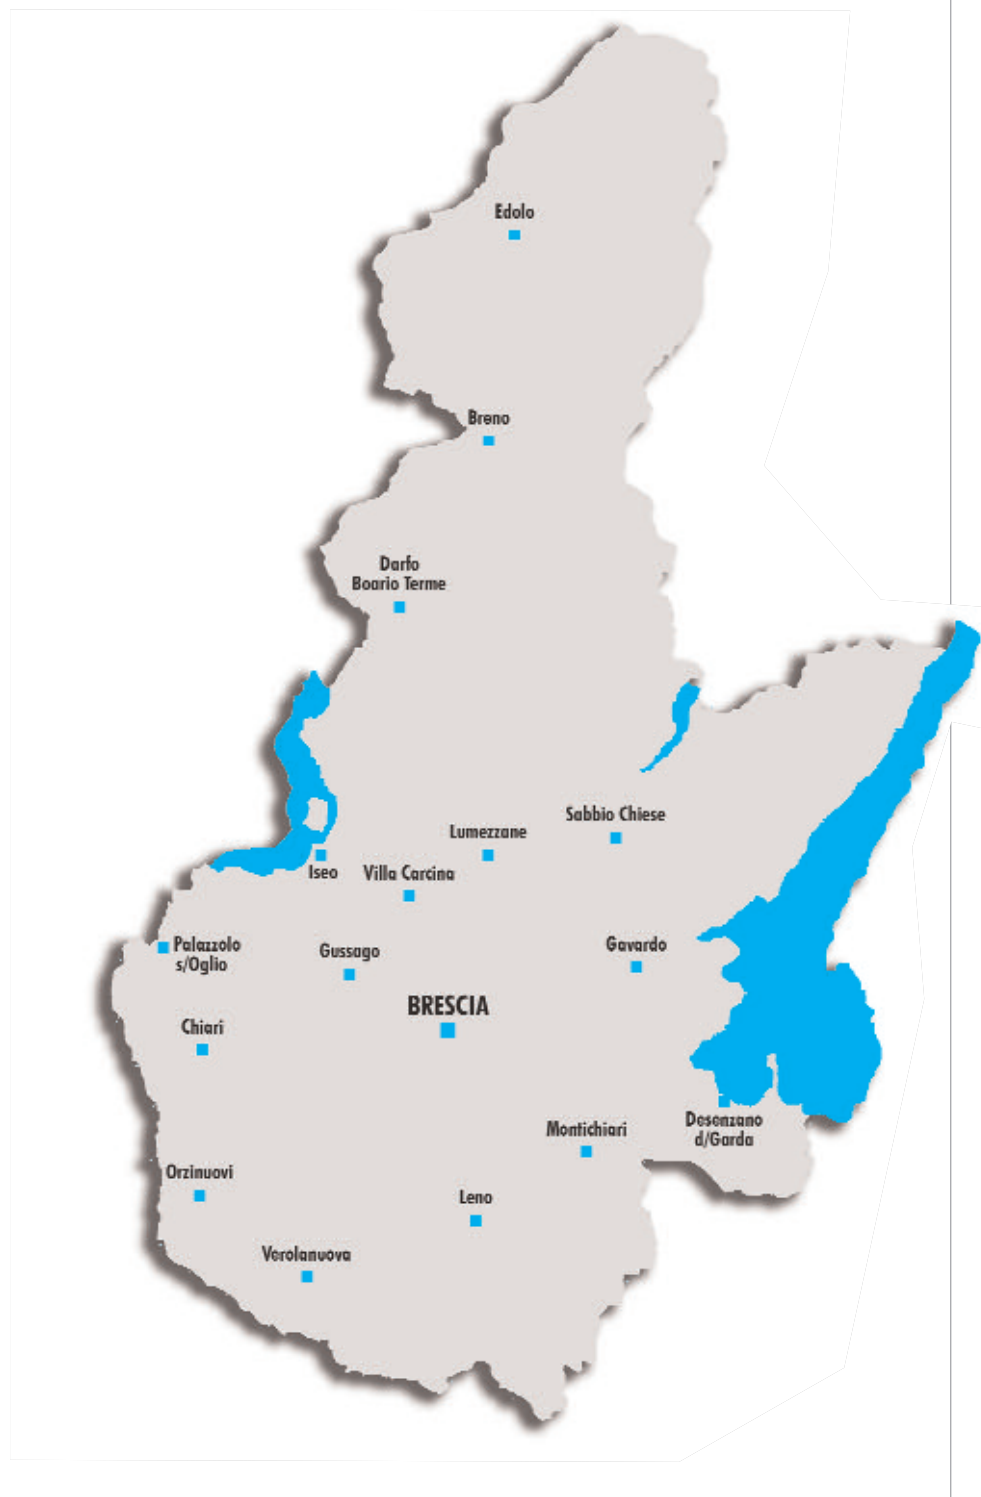 Edolo
Breno
Darfo
Boario Terme
Sabbio Chiese
Lumezzane
Iseo
Villa Carcina
Palazzolo
s/Oglio
Gussago
Gavardo
BRESCIA
Chiari
Desenzano
d/Garda
Montichiari
Orzinuovi
Leno
Verolanuova